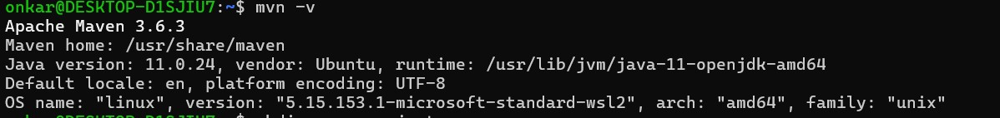 onkar@DESKTOP-D1SJIU7:~$ mvn -v
Apache Maven 3.6.3
Maven home: /usr/share/maven
Java version: 11.0.24, vendor: Ubuntu, runtime: /usr/lib/jvm/java-11-openjdk-amd64
Default locale: en, platform encoding: UTF-8
OS name: "linux", version: "5.15.153.1-microsoft-standard-wsl2", arch: "amd64", family: "unix"